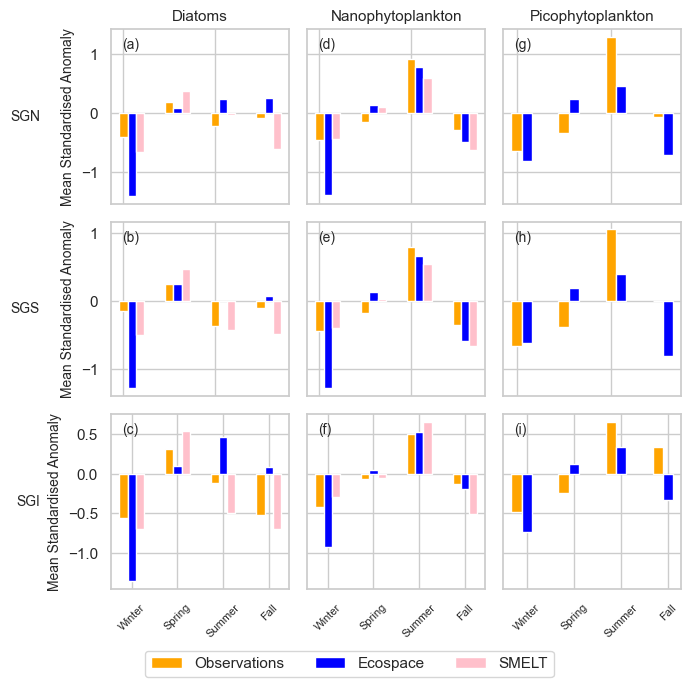 Diatoms Nanophytoplankton Picophytoplankton
SGN
Mean Standardised Anomaly
1
0
−1
(a) (d) (g)
SGS
Mean Standardised Anomaly
1
0
−1
(b) (e) (h)
SGI
Mean Standardised Anomaly
0.5
0.0
−0.5
−1.0
(c) (f) (i)
Winter Spring Summer Fall Winter Spring Summer Fall Winter Spring Summer Fall
Observations Ecospace SMELT